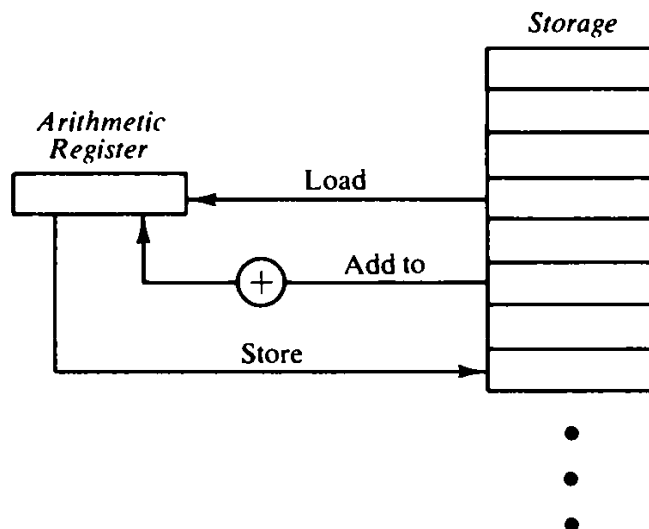 Storage
Arithmetic
Register
Load
+
Add to
Store